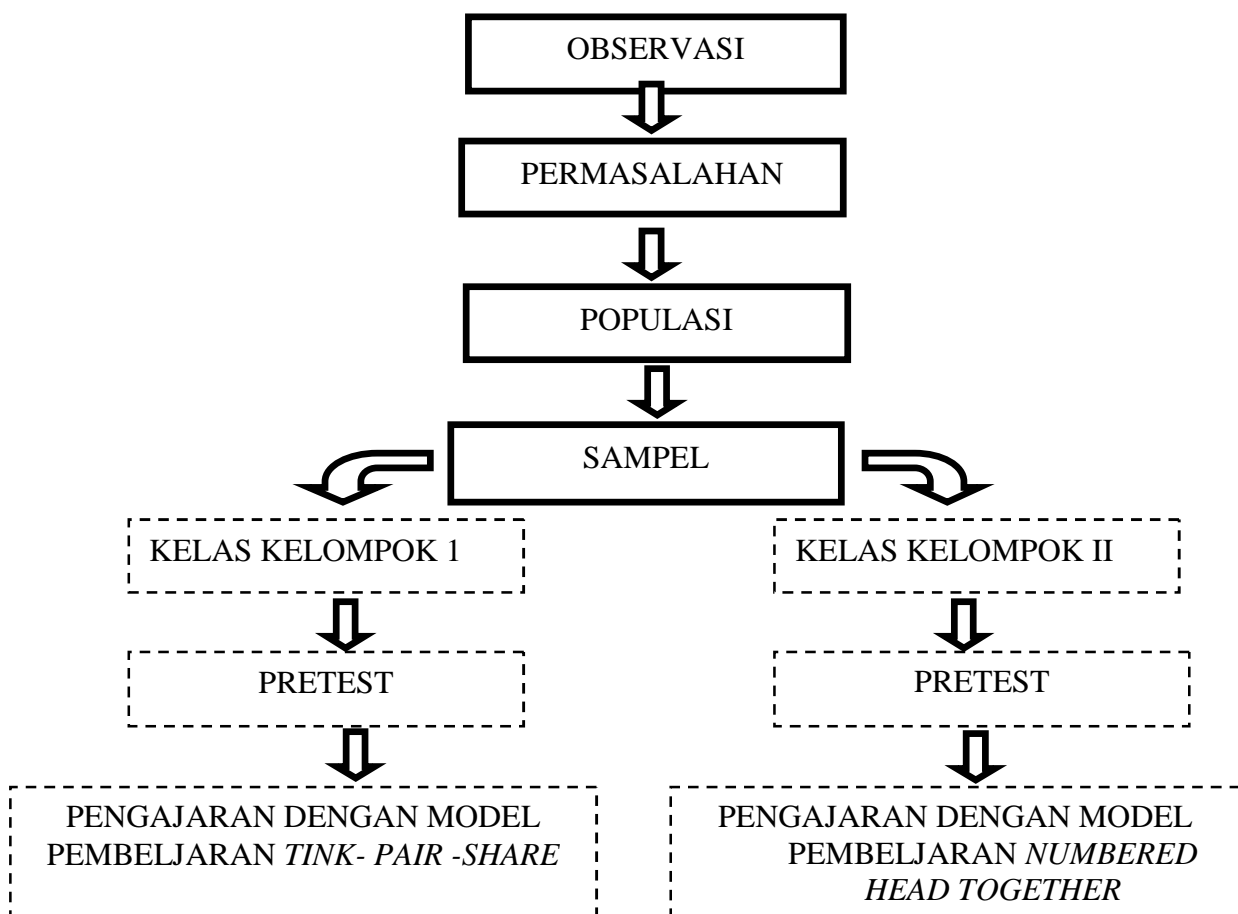 OBSERVASI
PERMASALAHAN
POPULASI
SAMPEL
KELAS KELOMPOK 1
KELAS KELOMPOK II
PRETEST
PRETEST
PENGAJARAN DENGAN MODEL
PEMBELJARAN TINK- PAIR -SHARE
PENGAJARAN DENGAN MODEL
PEMBELJARAN NUMBERED
HEAD TOGETHER